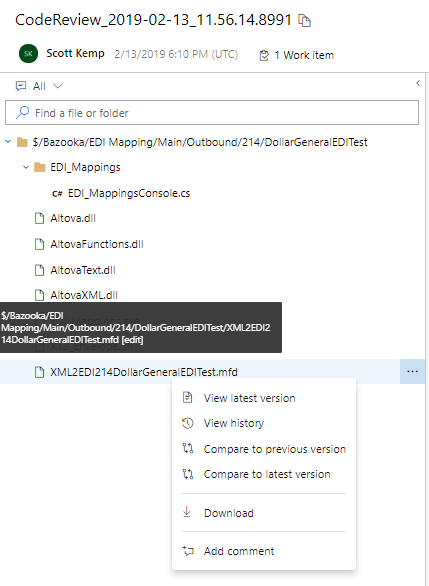 CodeReview_2019-02-13_11.56.14.8991
SK Scott Kemp 2/13/2019 6:10 PM (UTC) 1 Work item
All
Find a file or folder
$/Bazooka/EDI Mapping/Main/Outbound/214/DollarGeneralEDITest
EDI_Mappings
C# EDI_MappingsConsole.cs
Altova.dll
AltovaFunctions.dll
AltovaText.dll
AltovaXML.dll
$/Bazooka/EDI
Mapping/Main/Outbound/214/DollarGeneralEDITest/XML2EDI2
14DollarGeneralEDITest.mfd [edit]
XML2EDI214DollarGeneralEDITest.mfd
View latest version
View history
Compare to previous version
Compare to latest version
Download
Add comment